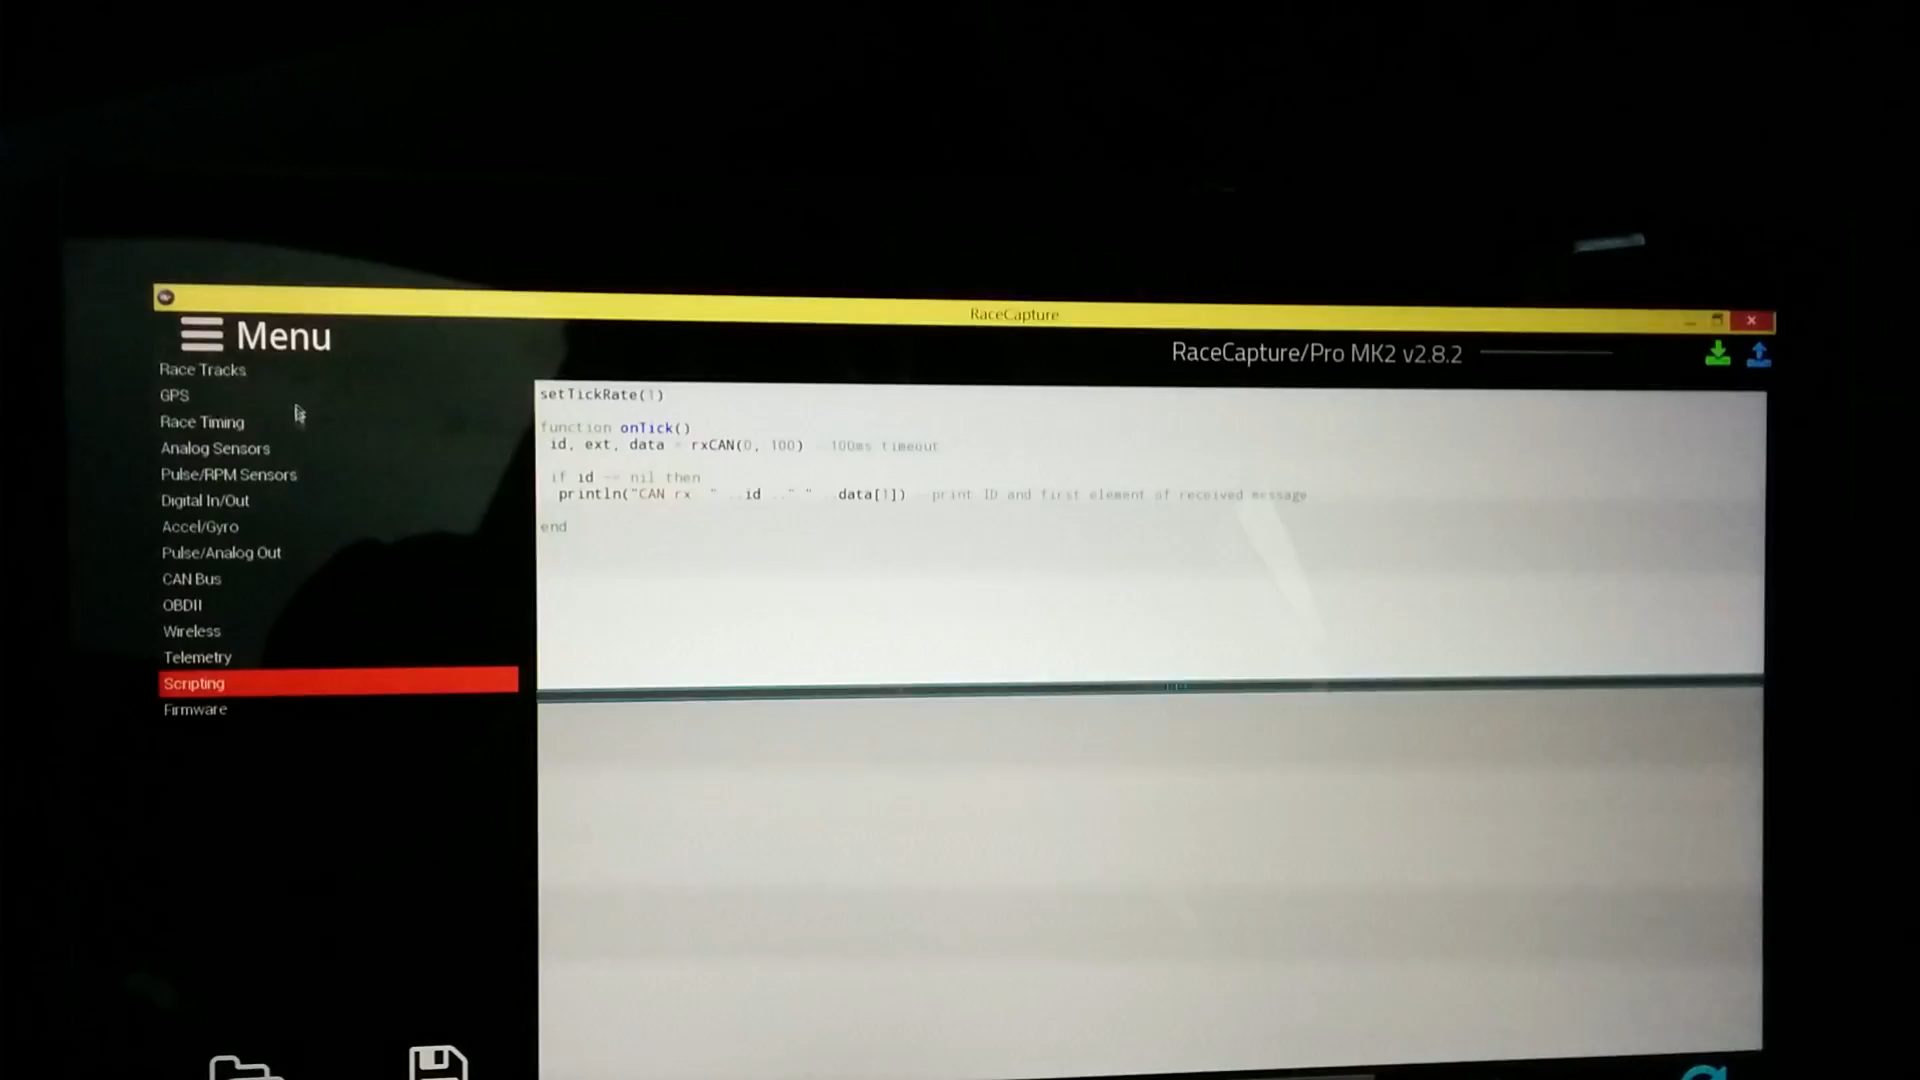 RaceCapture
Menu
RaceCapture/Pro MK2 v2.8.2
Race Tracks
GPS
Race Timing
Analog Sensors
Pulse/RPM Sensors
Digital In/Out
Accel/Gyro
Pulse/Analog Out
CAN Bus
OBDII
Wireless
Telemetry
Scripting
Firmware
setTickRate(1)
function onTick()
id, ext, data = rxCAN(0, 100) 100ms timeout
if id nil then
println("CAN rx " ..id .." " ..data[1]) print ID and first element of received message
end